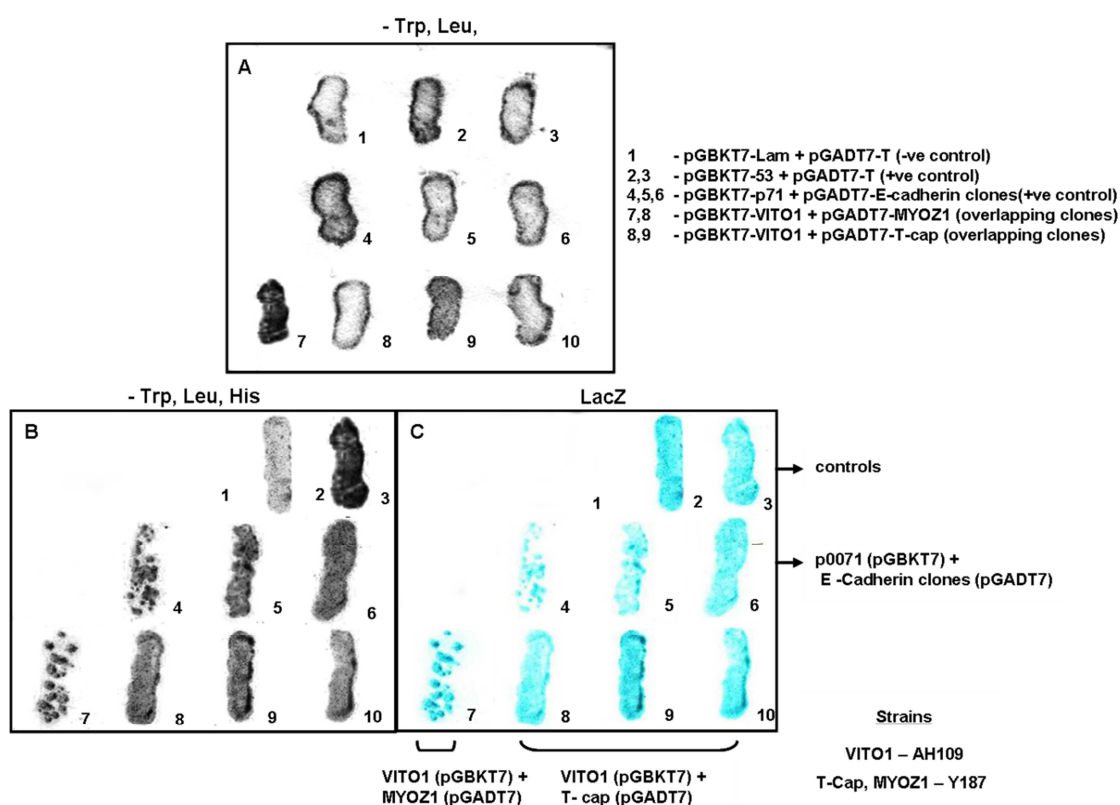 - Trp, Leu,
A
1 2 3
4 5 6
7 8 9 10
1 - pGBKT7-Lam + pGADT7-T (-ve control)
2,3 - pGBKT7-53 + pGADT7-T (+ve control)
4,5,6 - pGBKT7-p71 + pGADT7-E-cadherin clones(+ve control)
7,8 - pGBKT7-VITO1 + pGADT7-MYOZ1 (overlapping clones)
8,9 - pGBKT7-VITO1 + pGADT7-T-cap (overlapping clones)
- Trp, Leu, His
B
1 2 3
4 5 6
7 8 9 10
LacZ
C
1 2 3
4 5 6
7 8 9 10
controls
p0071 (pGBKT7) +
E -Cadherin clones (pGADT7)
VITO1 (pGBKT7) +
MYOZ1 (pGADT7)
VITO1 (pGBKT7) +
T- cap (pGADT7)
Strains
VITO1 – AH109
T-Cap, MYOZ1 – Y187